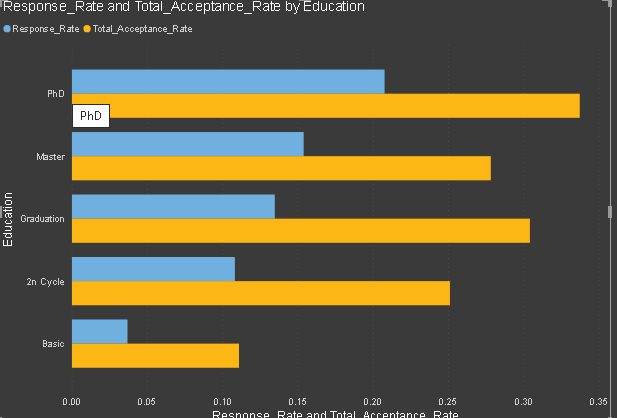 Response_Rate and Total_Acceptance_Rate by Education
Response_Rate Total_Acceptance_Rate
PhD
PhD
Master
Graduation
2n Cycle
Basic
Education
0.00 0.05 0.10 0.15 0.20 0.25 0.30 0.35
Response_Rate and Total_Acceptance_Rate